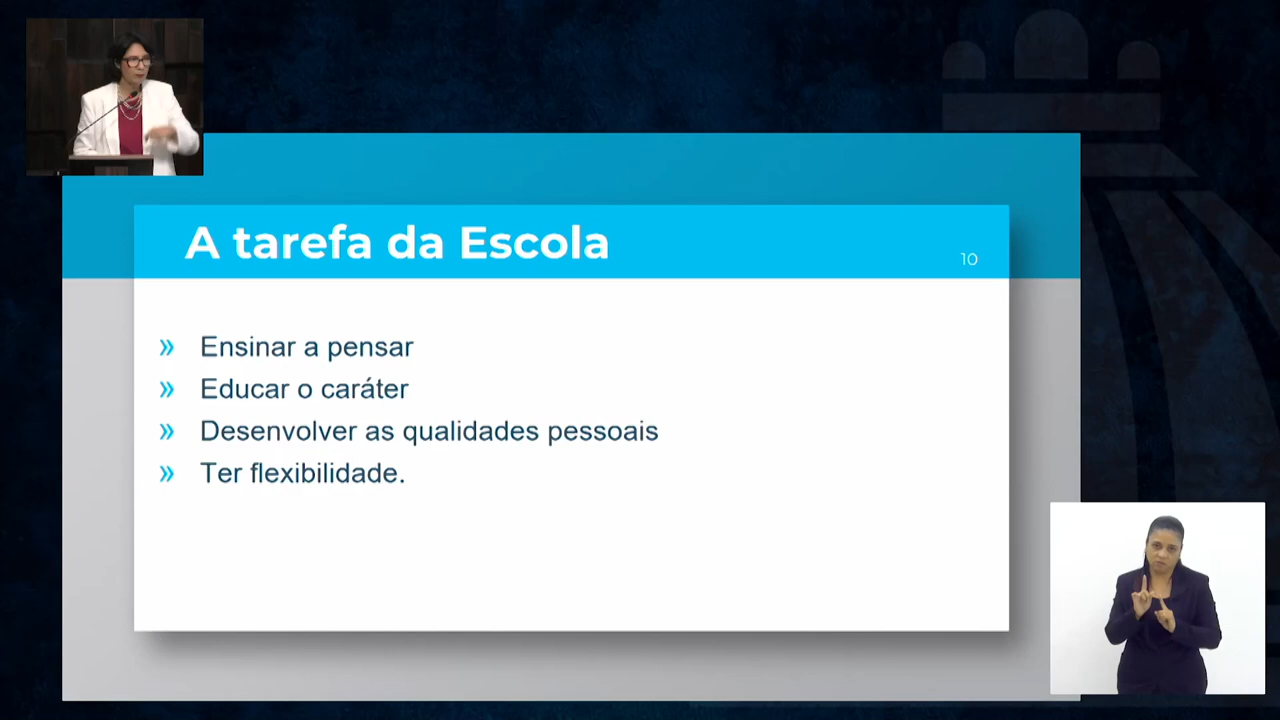 A tarefa da Escola
10
» Ensinar a pensar
» Educar o caráter
» Desenvolver as qualidades pessoais
» Ter flexibilidade.